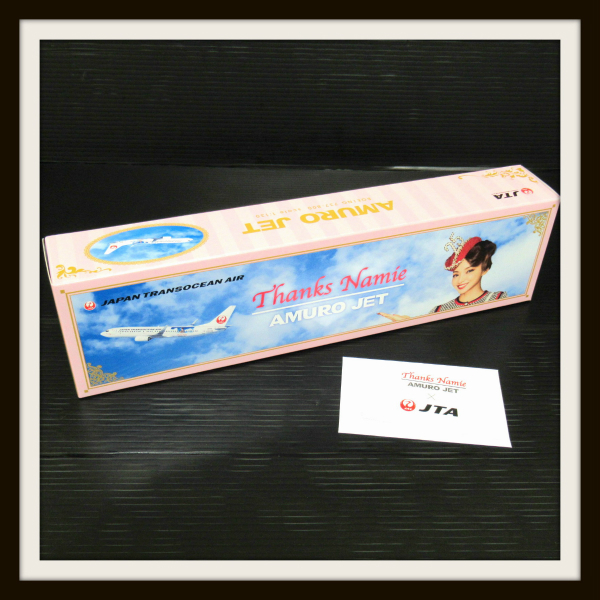 AMURO JET
JTA
JAPAN TRANSOCEAN AIR
Thanks Namie
AMURO JET
Thanks Namie
AMURO JET
×
JTA